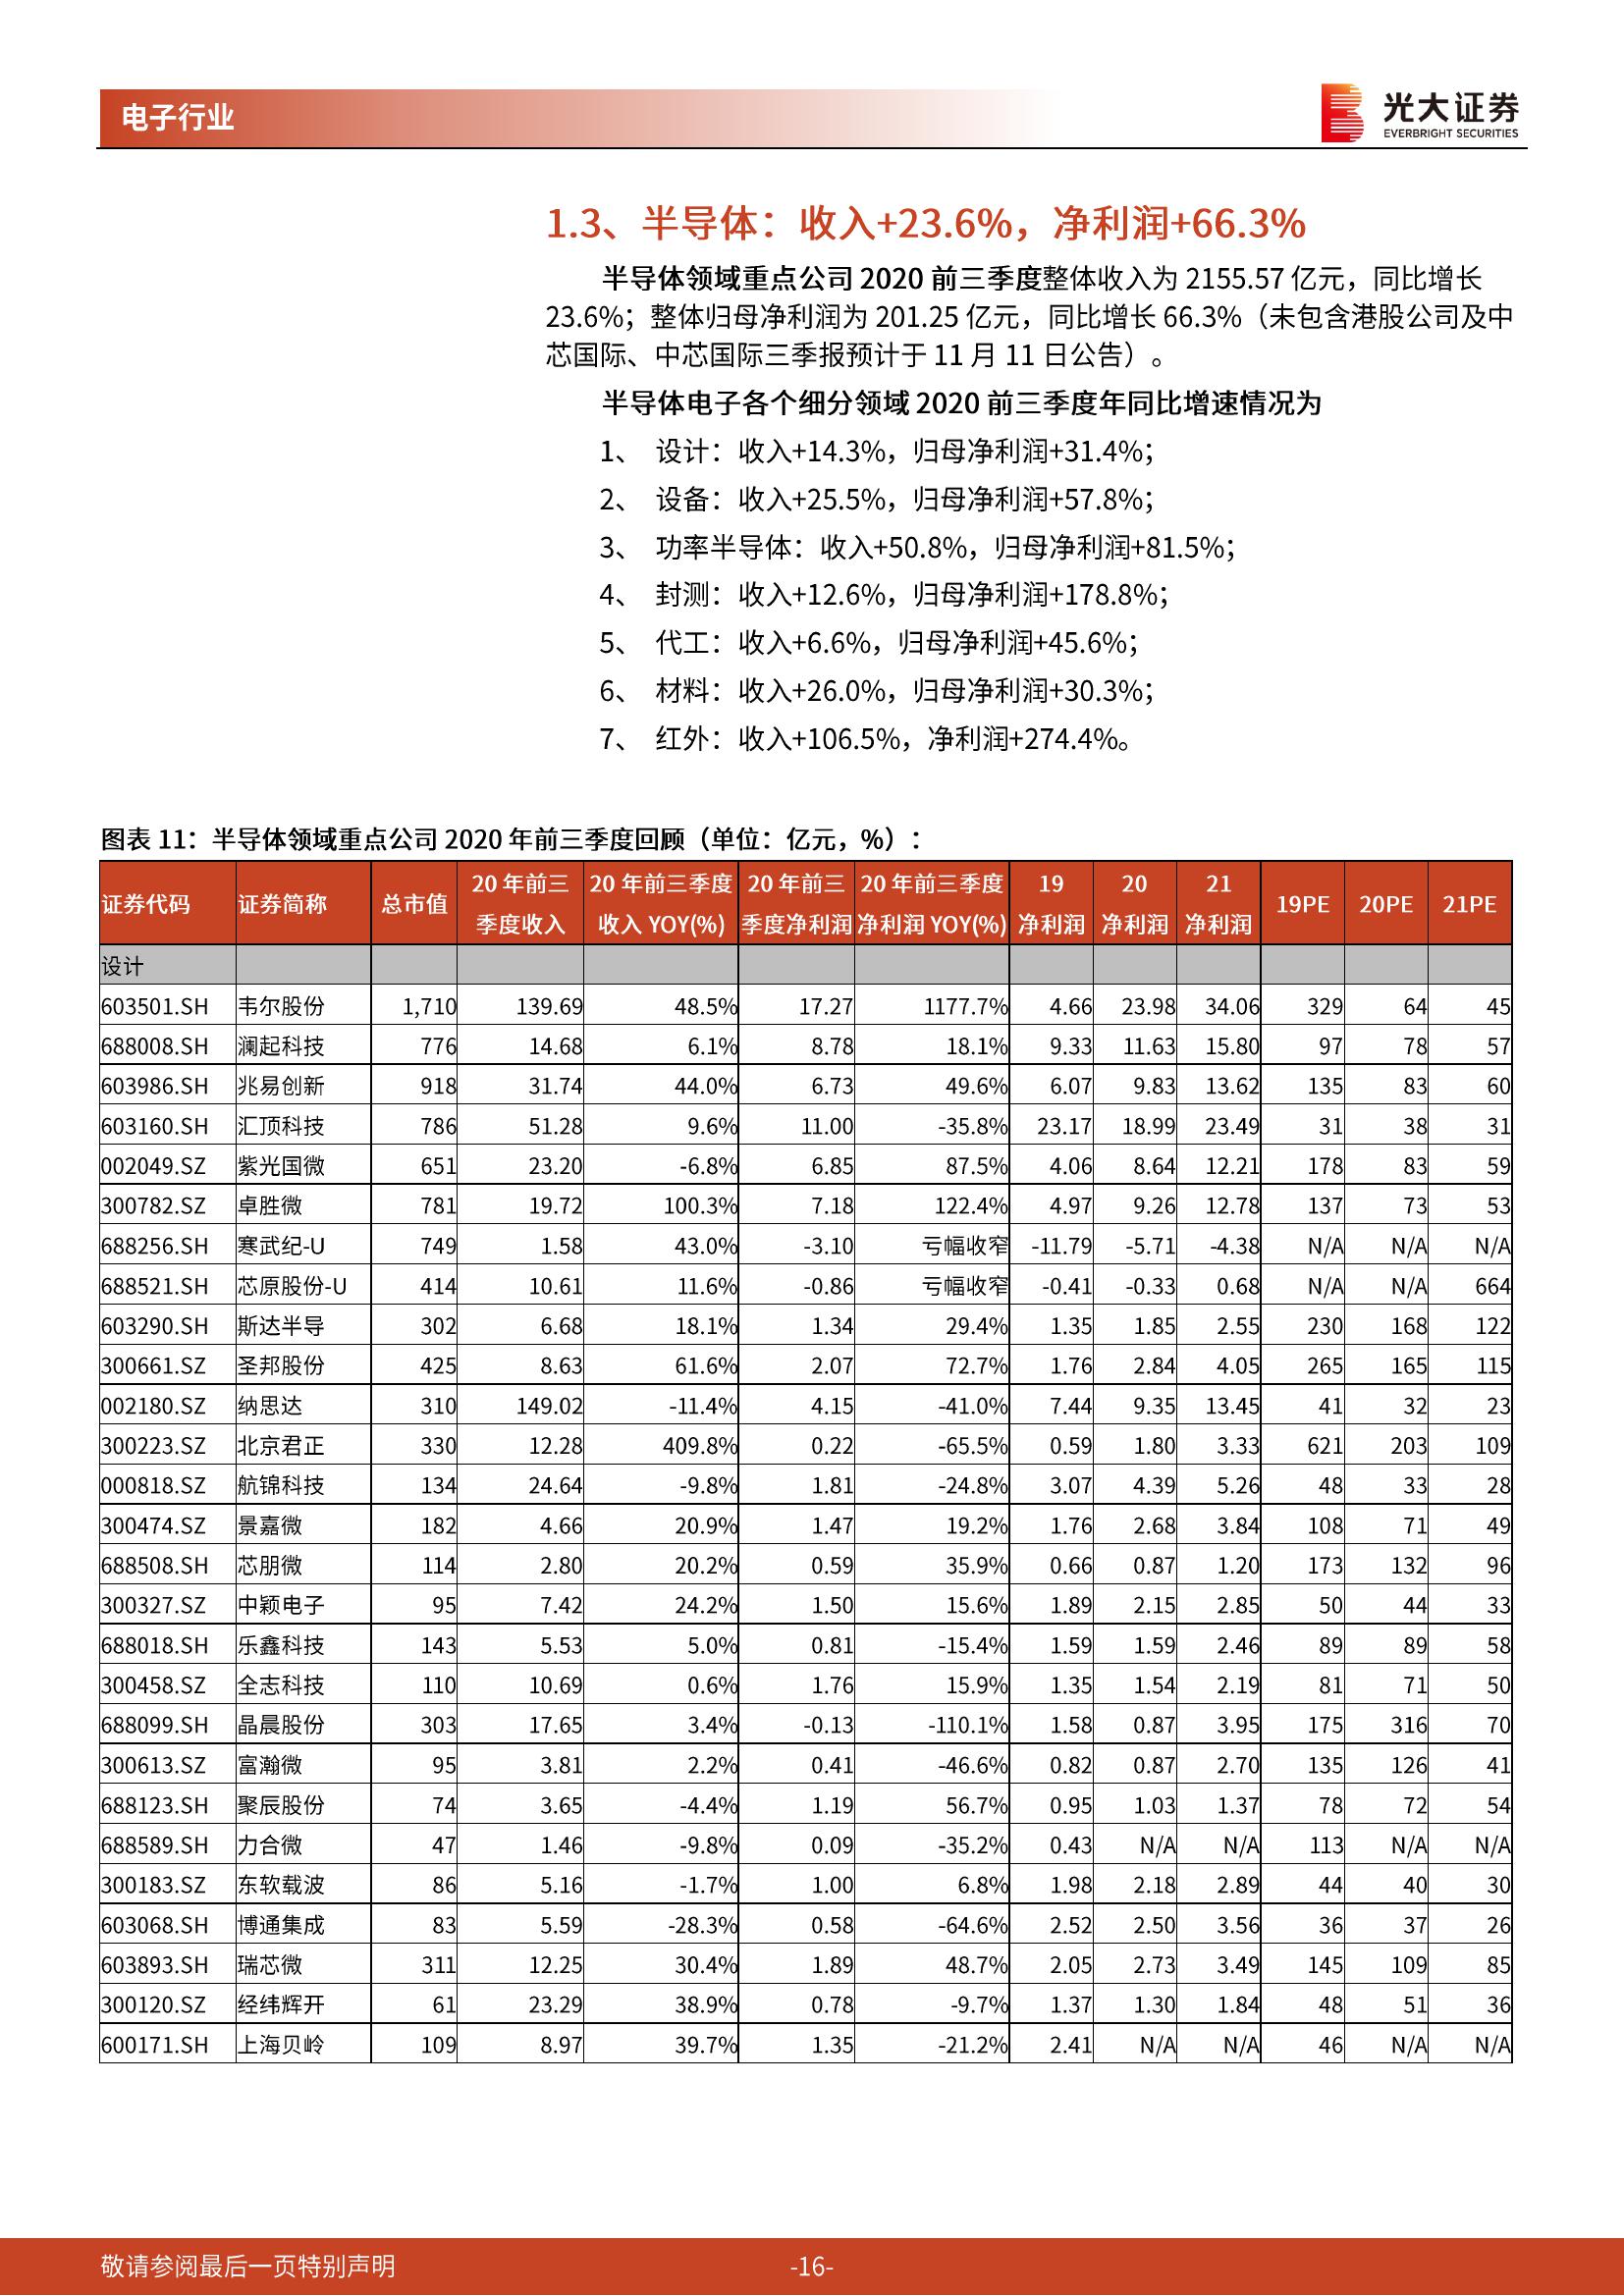 电子行业
光大证券
EVERBRIGHT SECURITIES
1.3、半导体：收入+23.6%，净利润+66.3%
半导体领域重点公司 2020 前三季度整体收入为 2155.57 亿元，同比增长
23.6%；整体归母净利润为 201.25 亿元，同比增长 66.3%（未包含港股公司及中
芯国际、中芯国际三季报预计于 11 月 11 日公告）。
半导体电子各个细分领域 2020 前三季度年同比增速情况为
1、 设计：收入+14.3%，归母净利润+31.4%；
2、 设备：收入+25.5%，归母净利润+57.8%；
3、 功率半导体：收入+50.8%，归母净利润+81.5%；
4、 封测：收入+12.6%，归母净利润+178.8%；
5、 代工：收入+6.6%，归母净利润+45.6%；
6、 材料：收入+26.0%，归母净利润+30.3%；
7、 红外：收入+106.5%，净利润+274.4%。
图表 11：半导体领域重点公司 2020 年前三季度回顾（单位：亿元，%）：
证券代码 证券简称 总市值 20 年前三季度收入 20 年前三季度收入 YOY(%) 20 年前三季度净利润 20 年前三季度净利润 YOY(%) 19净利润 20净利润 21净利润 19PE 20PE 21PE
设计
603501.SH 韦尔股份 1,710 139.69 48.5% 17.27 1177.7% 4.66 23.98 34.06 329 64 45
688008.SH 澜起科技 776 14.68 6.1% 8.78 18.1% 9.33 11.63 15.80 97 78 57
603986.SH 兆易创新 918 31.74 44.0% 6.73 49.6% 6.07 9.83 13.62 135 83 60
603160.SH 汇顶科技 786 51.28 9.6% 11.00 -35.8% 23.17 18.99 23.49 31 38 31
002049.SZ 紫光国微 651 23.20 -6.8% 6.85 87.5% 4.06 8.64 12.21 178 83 59
300782.SZ 卓胜微 781 19.72 100.3% 7.18 122.4% 4.97 9.26 12.78 137 73 53
688256.SH 寒武纪-U 749 1.58 43.0% -3.10 亏幅收窄 -11.79 -5.71 -4.38 N/A N/A N/A
688521.SH 芯原股份-U 414 10.61 11.6% -0.86 亏幅收窄 -0.41 -0.33 0.68 N/A N/A 664
603290.SH 斯达半导 302 6.68 18.1% 1.34 29.4% 1.35 1.85 2.55 230 168 122
300661.SZ 圣邦股份 425 8.63 61.6% 2.07 72.7% 1.76 2.84 4.05 265 165 115
002180.SZ 纳思达 310 149.02 -11.4% 4.15 -41.0% 7.44 9.35 13.45 41 32 23
300223.SZ 北京君正 330 12.28 409.8% 0.22 -65.5% 0.59 1.80 3.33 621 203 109
000818.SZ 航锦科技 134 24.64 -9.8% 1.81 -24.8% 3.07 4.39 5.26 48 33 28
300474.SZ 景嘉微 182 4.66 20.9% 1.47 19.2% 1.76 2.68 3.84 108 71 49
688508.SH 芯朋微 114 2.80 20.2% 0.59 35.9% 0.66 0.87 1.20 173 132 96
300327.SZ 中颖电子 95 7.42 24.2% 1.50 15.6% 1.89 2.15 2.85 50 44 33
688018.SH 乐鑫科技 143 5.53 5.0% 0.81 -15.4% 1.59 1.59 2.46 89 89 58
300458.SZ 全志科技 110 10.69 0.6% 1.76 15.9% 1.35 1.54 2.19 81 71 50
688099.SH 晶晨股份 303 17.65 3.4% -0.13 -110.1% 1.58 0.87 3.95 175 316 70
300613.SZ 富瀚微 95 3.81 2.2% 0.41 -46.6% 0.82 0.87 2.70 135 126 41
688123.SH 聚辰股份 74 3.65 -4.4% 1.19 56.7% 0.95 1.03 1.37 78 72 54
688589.SH 力合微 47 1.46 -9.8% 0.09 -35.2% 0.43 N/A N/A 113 N/A N/A
300183.SZ 东软载波 86 5.16 -1.7% 1.00 6.8% 1.98 2.18 2.89 44 40 30
603068.SH 博通集成 83 5.59 -28.3% 0.58 -64.6% 2.52 2.50 3.56 36 37 26
603893.SH 瑞芯微 311 12.25 30.4% 1.89 48.7% 2.05 2.73 3.49 145 109 85
300120.SZ 经纬辉开 61 23.29 38.9% 0.78 -9.7% 1.37 1.30 1.84 48 51 36
600171.SH 上海贝岭 109 8.97 39.7% 1.35 -21.2% 2.41 N/A N/A 46 N/A N/A
敬请参阅最后一页特别声明 -16-